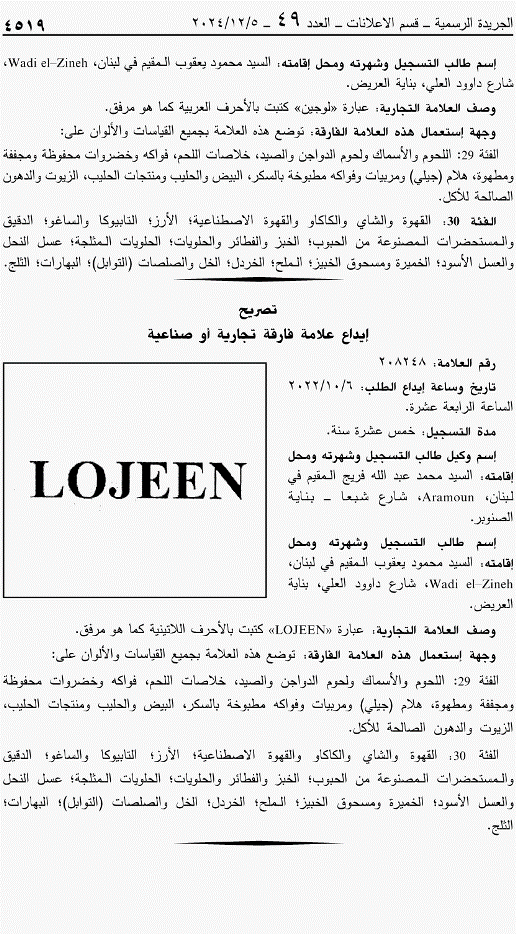 الجريدة الرسمية ــ قسم الاعلانات ــ العدد ٤٩ ــ ٢٠٢٤/١٢/٥
٤٥١٩
إسم طالب التسجيل وشهرته ومحل إقامته: السيد محمود يعقوب المقيم في لبنان، Wadi el–Zineh،
شارع داوود العلي، بناية العريض.
وصف العلامة التجارية: عبارة «لوجين» كتبت بالأحرف العربية كما هو مرفق.
وجهة إستعمال هذه العلامة الفارقة: توضع هذه العلامة بجميع القياسات والألوان على:
الفئة 29: اللحوم والأسماك ولحوم الدواجن والصيد، خلاصات اللحم، فواكه وخضروات محفوظة ومجففة
ومطهوة، هلام (جيلي) ومربيات وفواكه مطبوخة بالسكر، البيض والحليب ومنتجات الحليب، الزيوت والدهون
الصالحة للأكل.
الفئة 30: القهوة والشاي والكاكاو والقهوة الاصطناعية؛ الأرز؛ التابيوكا والساغو؛ الدقيق
والمستحضرات المصنوعة من الحبوب؛ الخبز والفطائر والحلويات؛ الحلويات المثلجة؛ عسل النحل
والعسل الأسود؛ الخميرة ومسحوق الخبيز؛ الملح؛ الخردل؛ الخل والصلصات (التوابل)؛ البهارات؛ الثلج.
تصريح
إيداع علامة فارقة تجارية أو صناعية
رقم العلامة: ٢٠٨٢٤٨
تاريخ وساعة إيداع الطلب: ٢٠٢٢/١٠/٦
الساعة الرابعة عشرة.
مدة التسجيل: خمس عشرة سنة.
إسم وكيل طالب التسجيل وشهرته ومحل
إقامته: السيد محمد عبد الله فريج المقيم في
لبنان، Aramoun، شارع شبعا ــ بناية
الصنوبر.
إسم طالب التسجيل وشهرته ومحل
إقامته: السيد محمود يعقوب المقيم في لبنان،
Wadi el–Zineh، شارع داوود العلي، بناية
العريض.
LOJEEN
وصف العلامة التجارية: عبارة «LOJEEN» كتبت بالأحرف اللاتينية كما هو مرفق.
وجهة إستعمال هذه العلامة الفارقة: توضع هذه العلامة بجميع القياسات والألوان على:
الفئة 29: اللحوم والأسماك ولحوم الدواجن والصيد، خلاصات اللحم، فواكه وخضروات محفوظة
ومجففة ومطهوة، هلام (جيلي) ومربيات وفواكه مطبوخة بالسكر، البيض والحليب ومنتجات الحليب،
الزيوت والدهون الصالحة للأكل.
الفئة 30: القهوة والشاي والكاكاو والقهوة الاصطناعية؛ الأرز؛ التابيوكا والساغو؛ الدقيق
والمستحضرات المصنوعة من الحبوب؛ الخبز والفطائر والحلويات؛ الحلويات المثلجة؛ عسل النحل
والعسل الأسود؛ الخميرة ومسحوق الخبيز؛ الملح؛ الخردل؛ الخل والصلصات (التوابل)؛ البهارات؛
الثلج.